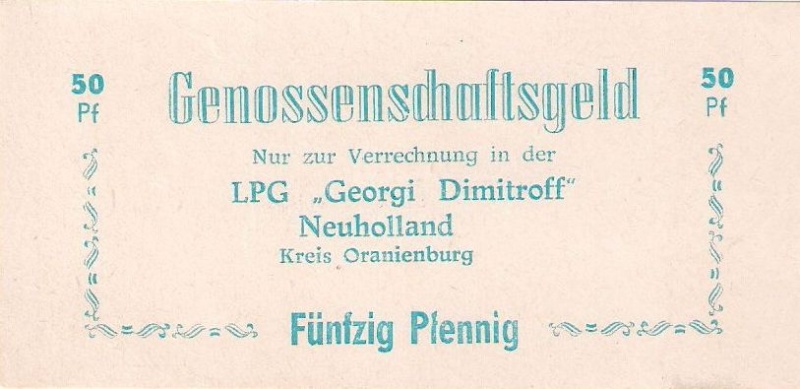 50 Pf
Genossenschaftsgeld
50 Pf
Nur zur Verrechnung in der
LPG „Georgi Dimitroff"
Neuholland
Kreis Oranienburg
Fünfzig Pfennig